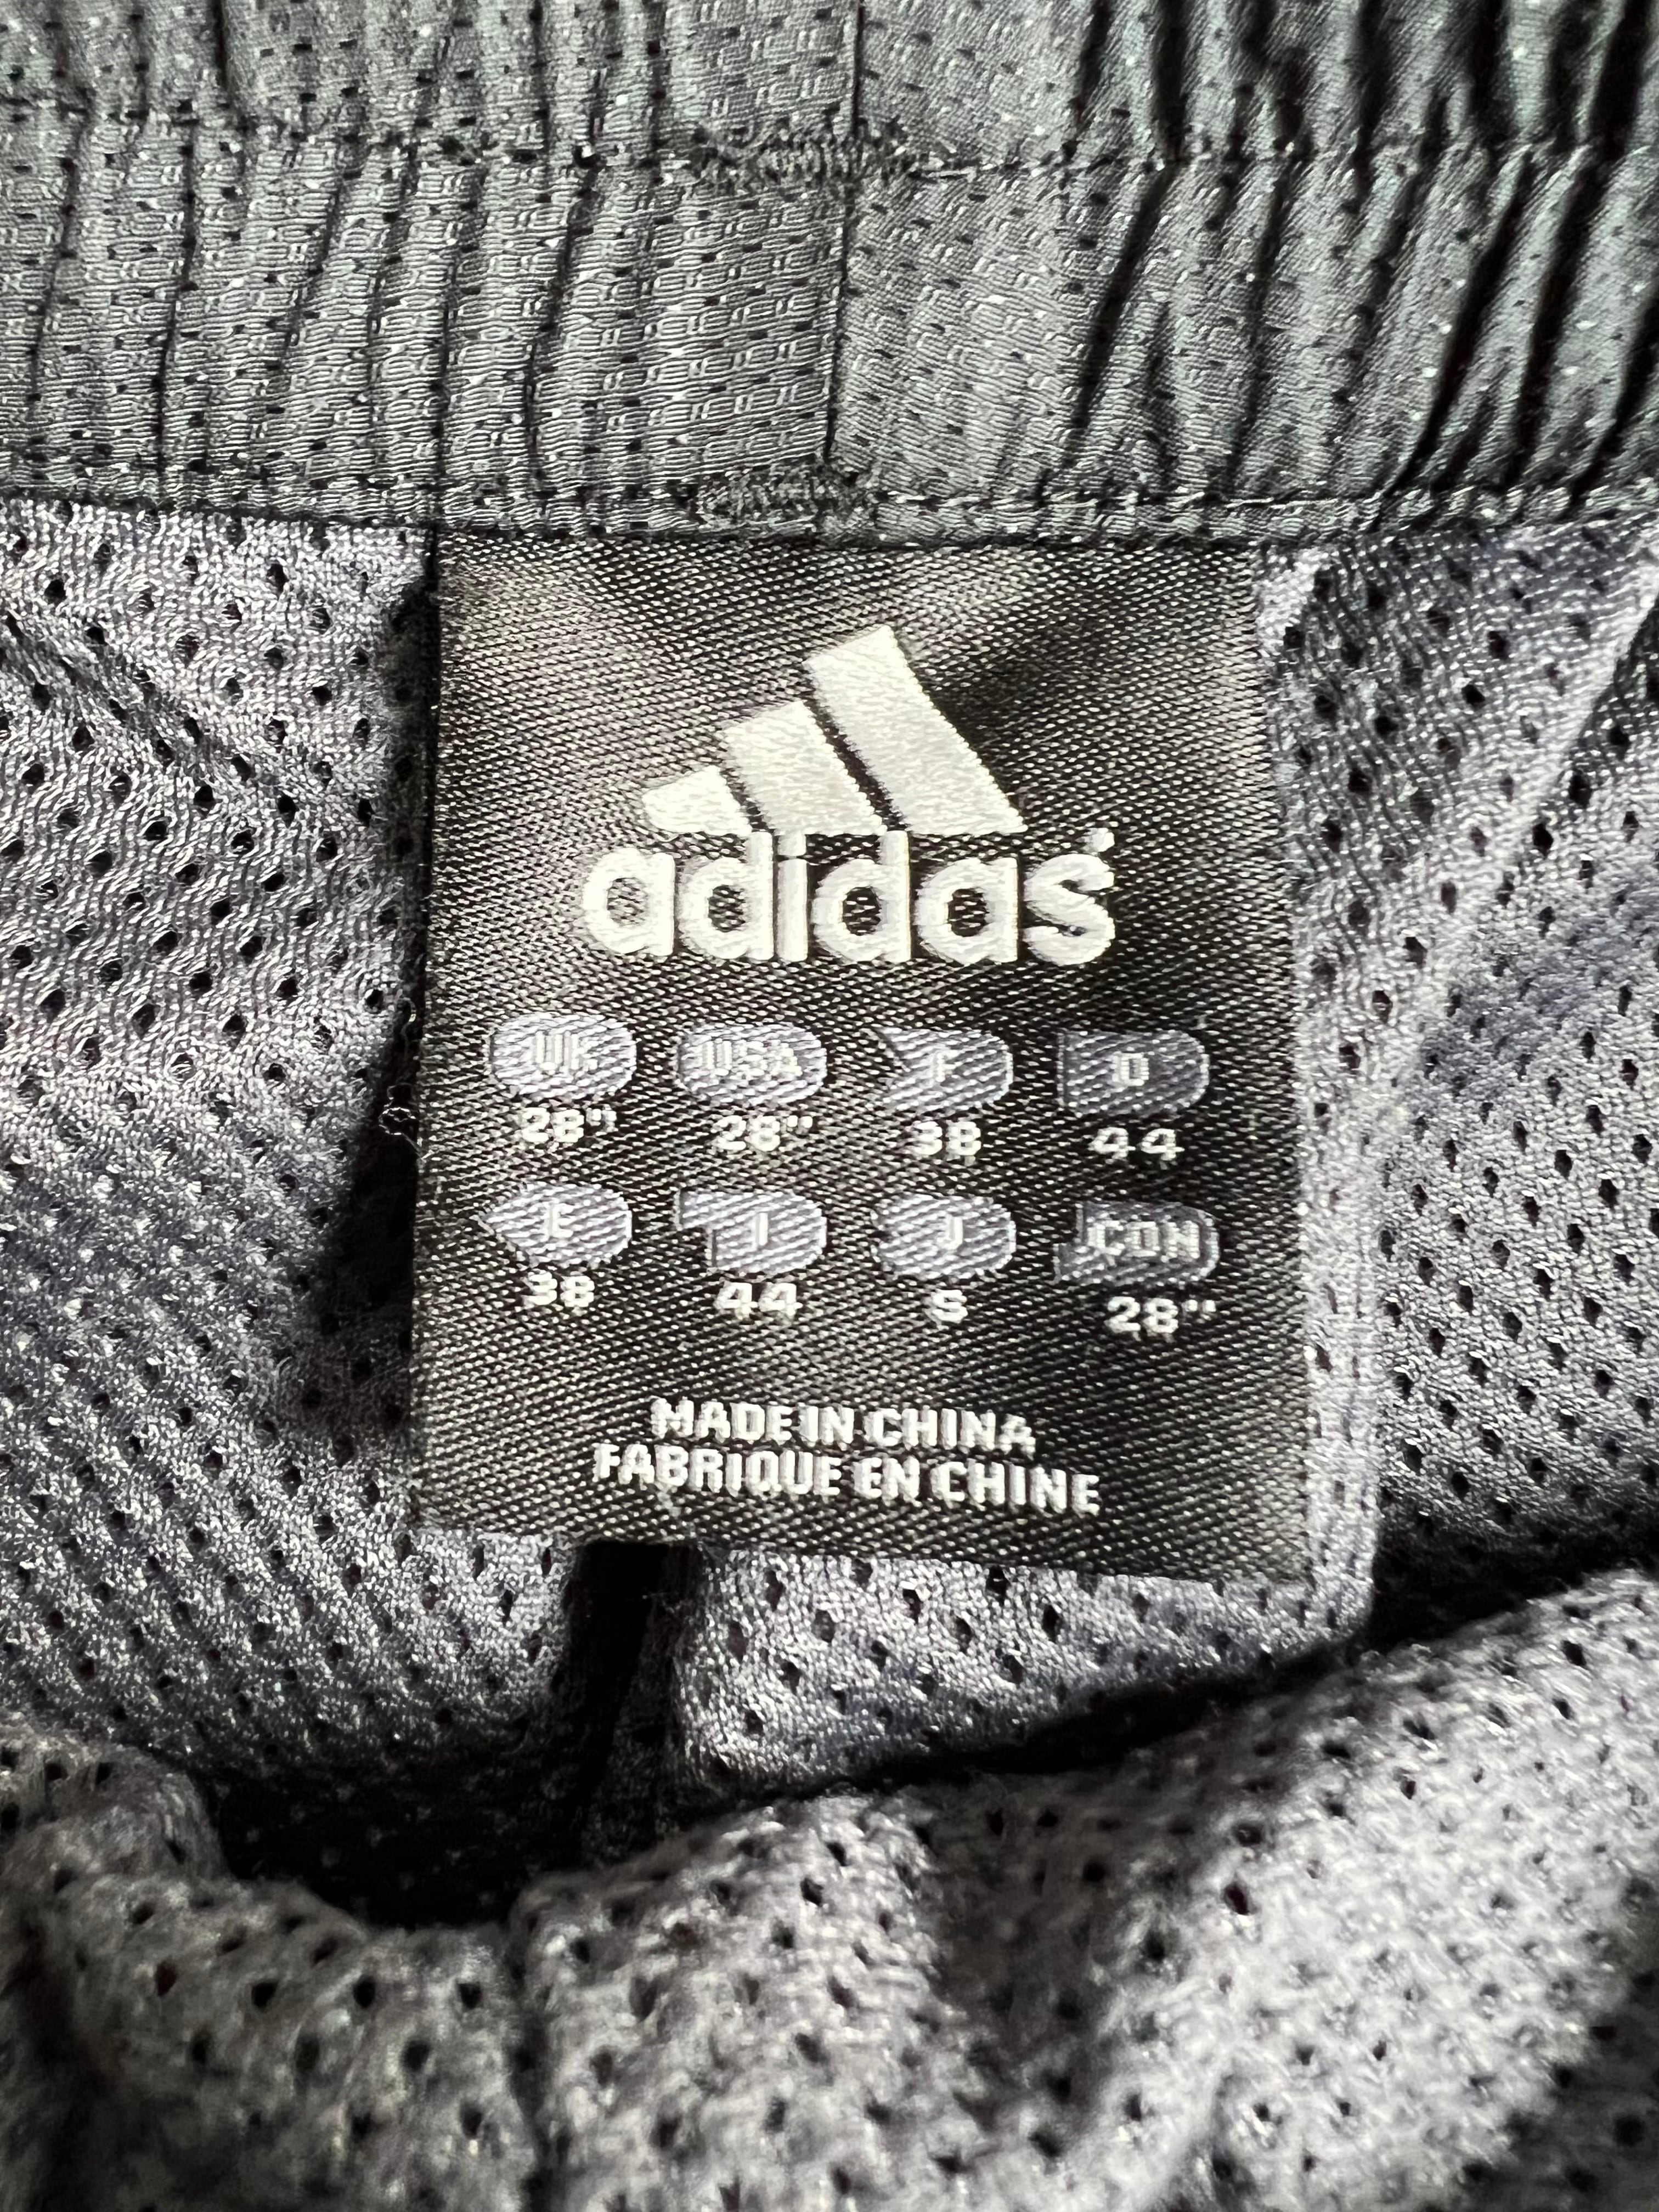 adidas
UK USA F D
28" 28" 38 44
E I J CDN
38 44 S 28"
MADE IN CHINA
FABRIQUE EN CHINE